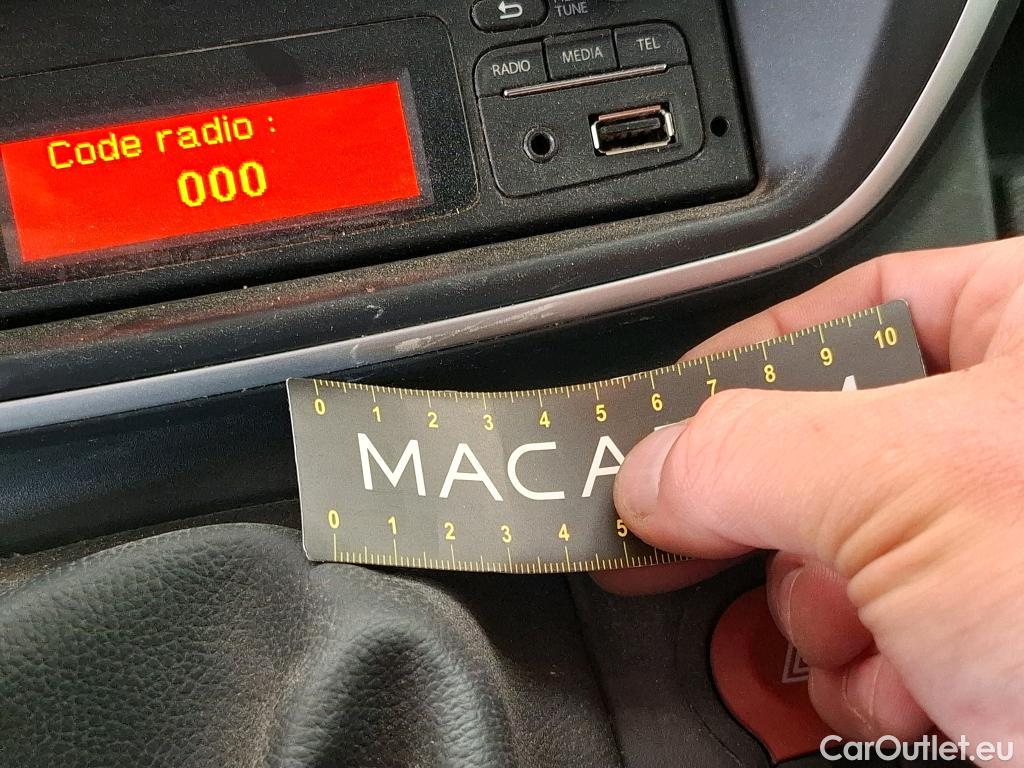 TUNE
RADIO MEDIA TEL
Code radio :
000
0 1 2 3 4 5 6 7 8 9 10
MACA
0 1 2 3 4 5
CarOutlet.eu